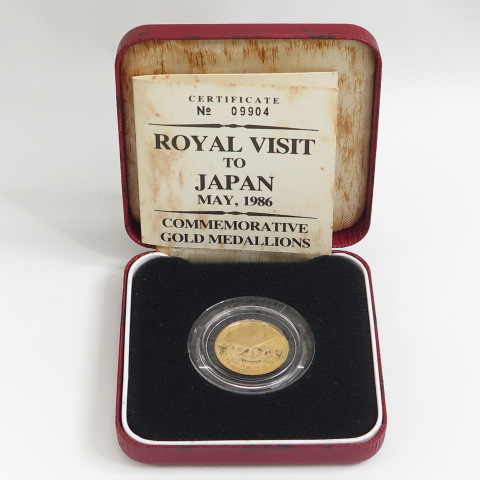 CERTIFICATE
№ 09904
ROYAL VISIT
TO
JAPAN
MAY, 1986
COMMEMORATIVE
GOLD MEDALLIONS